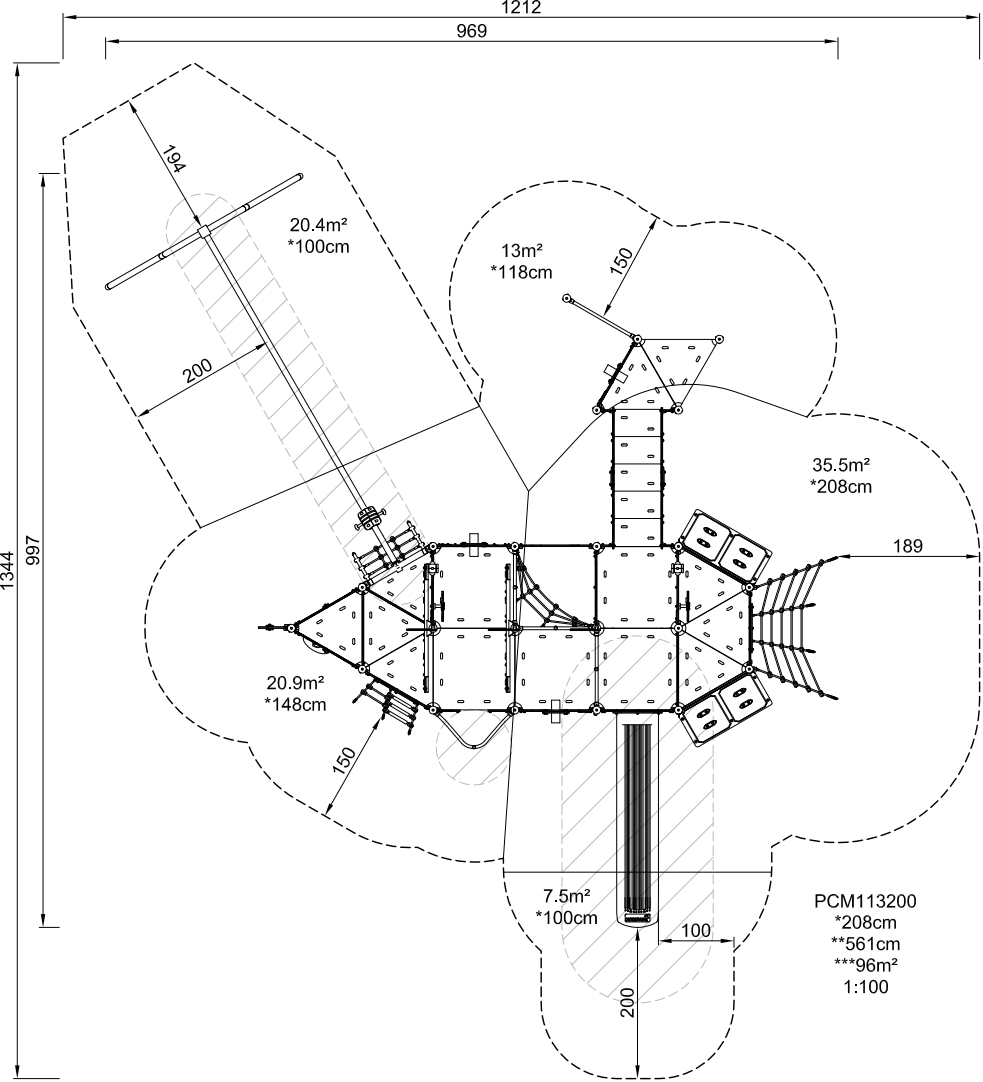 1212
969
194
20.4m²
*100cm
13m²
*118cm
150
200
35.5m²
*208cm
189
1344
997
20.9m²
*148cm
150
7.5m²
*100cm
100
200
PCM113200
*208cm
**561cm
***96m²
1:100